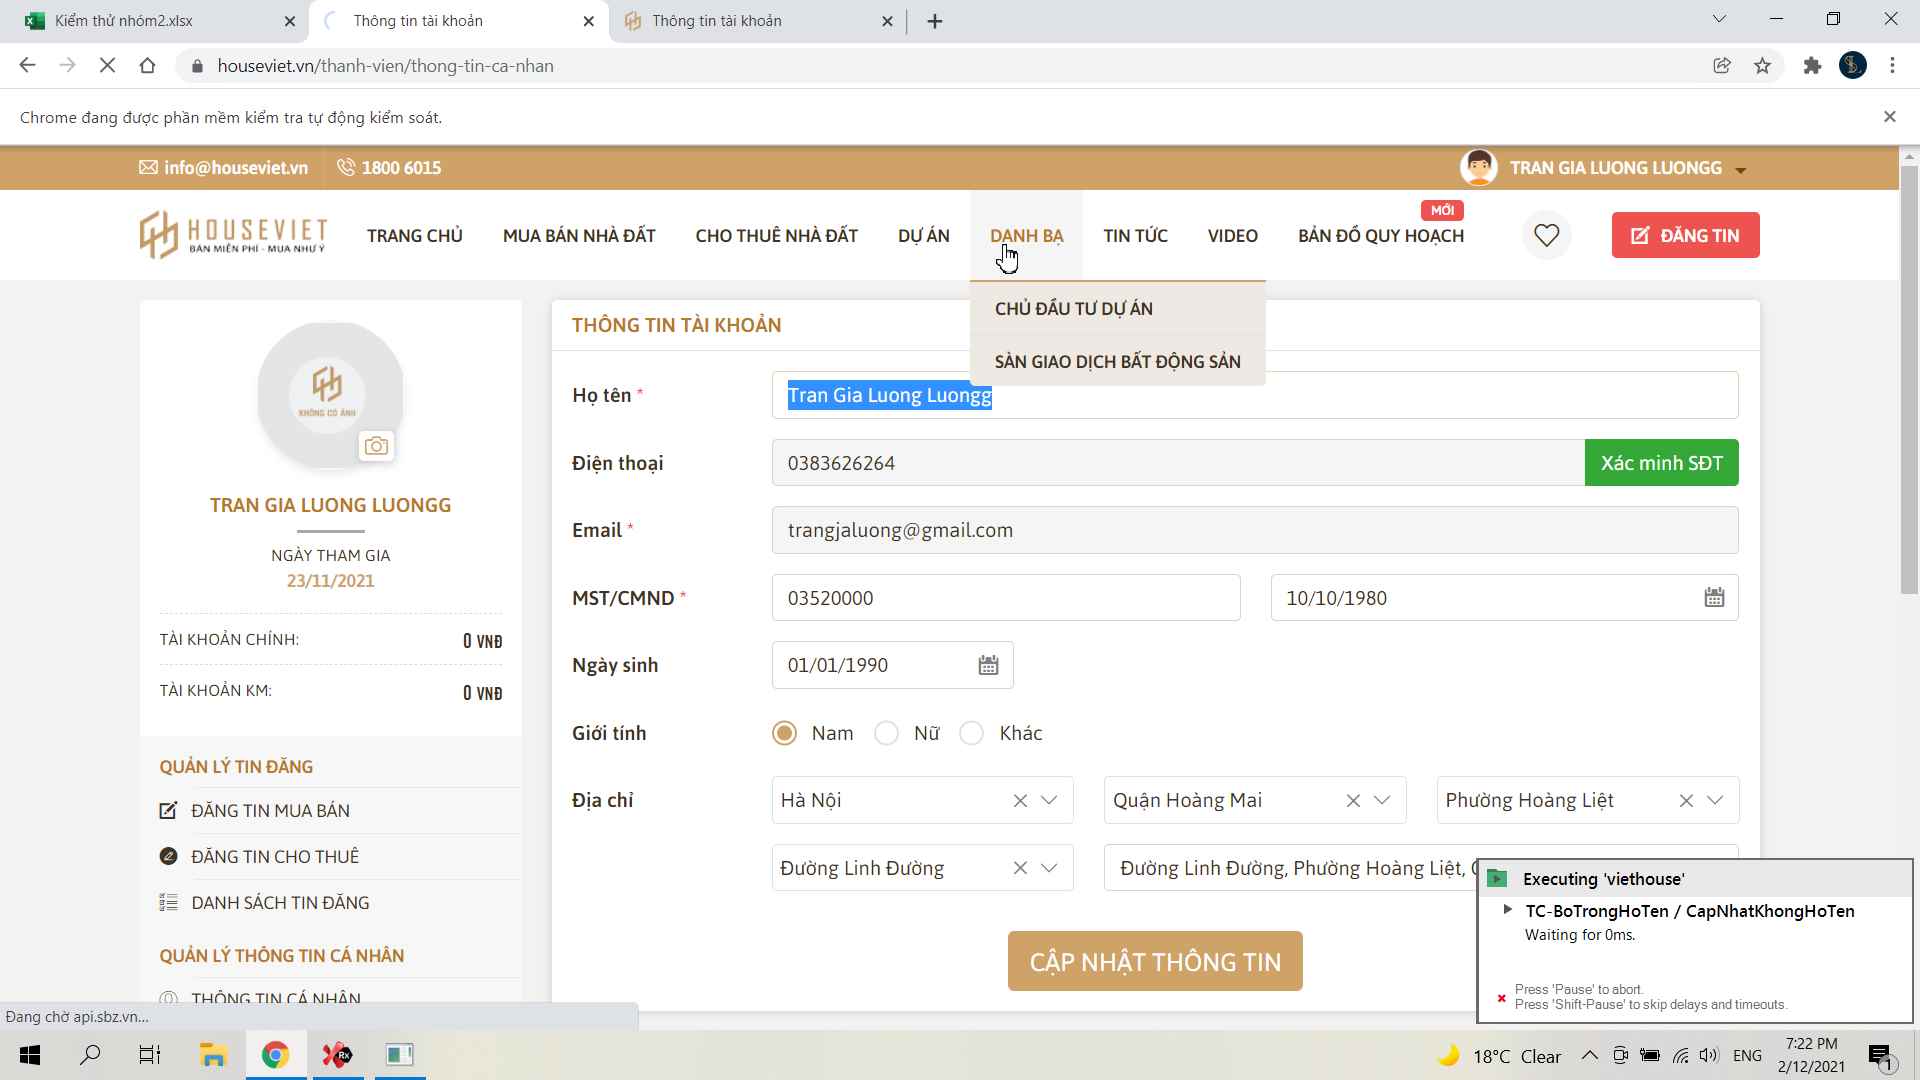 Kiểm thử nhóm2.xlsx
Thông tin tài khoản
Thông tin tài khoản
houseviet.vn/thanh-vien/thong-tin-ca-nhan
Chrome đang được phần mềm kiểm tra tự động kiểm soát.
info@houseviet.vn
1800 6015
TRAN GIA LUONG LUONGG
HOUSEVIET
BÁN MIỄN PHÍ - MUA NHƯ Ý
TRANG CHỦ
MUA BÁN NHÀ ĐẤT
CHO THUÊ NHÀ ĐẤT
DỰ ÁN
DANH BẠ
TIN TỨC
VIDEO
BẢN ĐỒ QUY HOẠCH
MỚI
ĐĂNG TIN
CHỦ ĐẦU TƯ DỰ ÁN
SÀN GIAO DỊCH BẤT ĐỘNG SẢN
KHÔNG CÓ ẢNH
TRAN GIA LUONG LUONGG
NGÀY THAM GIA
23/11/2021
TÀI KHOẢN CHÍNH: 0 VNĐ
TÀI KHOẢN KM: 0 VNĐ
QUẢN LÝ TIN ĐĂNG
ĐĂNG TIN MUA BÁN
ĐĂNG TIN CHO THUÊ
DANH SÁCH TIN ĐĂNG
QUẢN LÝ THÔNG TIN CÁ NHÂN
THÔNG TIN CÁ NHÂN
THÔNG TIN TÀI KHOẢN
Họ tên * Tran Gia Luong Luongg
Điện thoại 0383626264 Xác minh SĐT
Email * trangjaluong@gmail.com
MST/CMND * 03520000 10/10/1980
Ngày sinh 01/01/1990
Giới tính Nam Nữ Khác
Địa chỉ Hà Nội Quận Hoàng Mai Phường Hoàng Liệt
Đường Linh Đường Đường Linh Đường, Phường Hoàng Liệt,
CẬP NHẬT THÔNG TIN
Executing 'viethouse'
TC-BoTrongHoTen / CapNhatKhongHoTen
Waiting for 0ms.
Press 'Pause' to abort.
Press 'Shift-Pause' to skip delays and timeouts.
Đang chờ api.sbz.vn...
Rx
18°C Clear
ENG
7:22 PM
2/12/2021
1